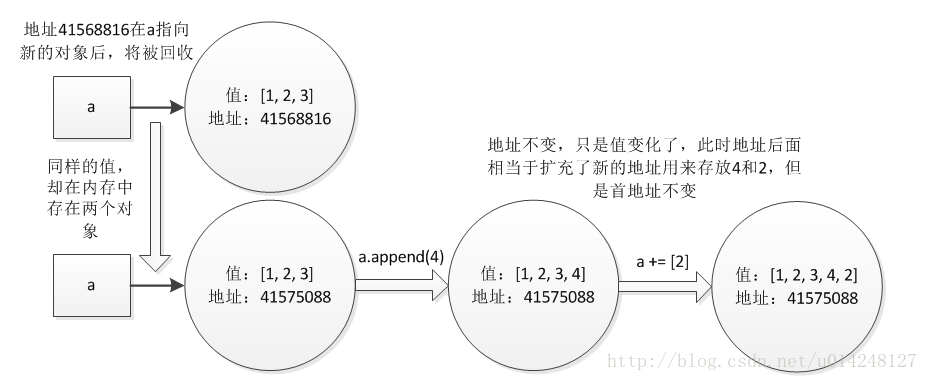 地址41568816在a指向
新的对象后，将被回收
a
值：[1, 2, 3]
地址：41568816
同样的值，
却在内存中
存在两个对
象
地址不变，只是值变化了，此时地址后面
相当于扩充了新的地址用来存放4和2，但
是首地址不变
a
值：[1, 2, 3]
地址：41575088
a.append(4)
值：[1, 2, 3, 4]
地址：41575088
a += [2]
值：[1, 2, 3, 4, 2]
地址：41575088
http://blog.csdn.net/u014248127